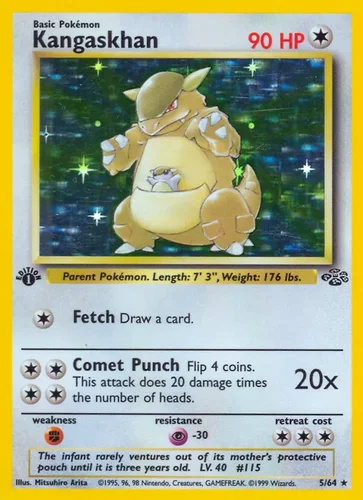 Basic Pokémon
Kangaskhan 90 HP
EDITION 1
Parent Pokémon. Length: 7' 3", Weight: 176 lbs.
Fetch Draw a card.
Comet Punch Flip 4 coins.
This attack does 20 damage times
the number of heads.
20x
weakness resistance retreat cost
-30
The infant rarely ventures out of its mother's protective
pouch until it is three years old. LV. 40 #115
Illus. Mitsuhiro Arita ©1995, 96, 98 Nintendo, Creatures, GAMEFREAK. ©1999 Wizards. 5/64 ★